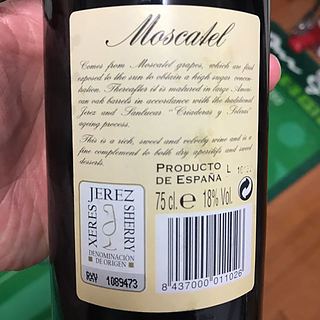 Moscatel
Comes from Moscatel grapes, which are first
exposed to the sun to obtain a high sugar concen-
tration. Thereafter it is matured in large Ameri-
can oak barrels in accordance with the traditional
Jerez and Sanlucar "Criaderas y Solera"
ageing process.
This is a rich, sweet and velvety wine and is a
fine complement to both dry aperitifs and sweet
desserts.
PRODUCTO
DE ESPAÑA
L
75 cl. e 18% Vol.
JEREZ
XERES
SHERRY
DENOMINACIÓN
DE ORIGEN
1089473
8 437000 011026